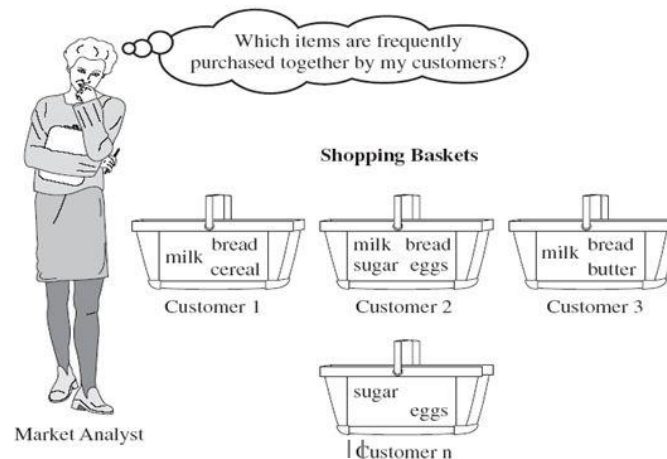 Which items are frequently
purchased together by my customers?
Shopping Baskets
milk bread
cereal
Customer 1
milk bread
sugar eggs
Customer 2
milk bread
butter
Customer 3
sugar
eggs
Customer n
Market Analyst